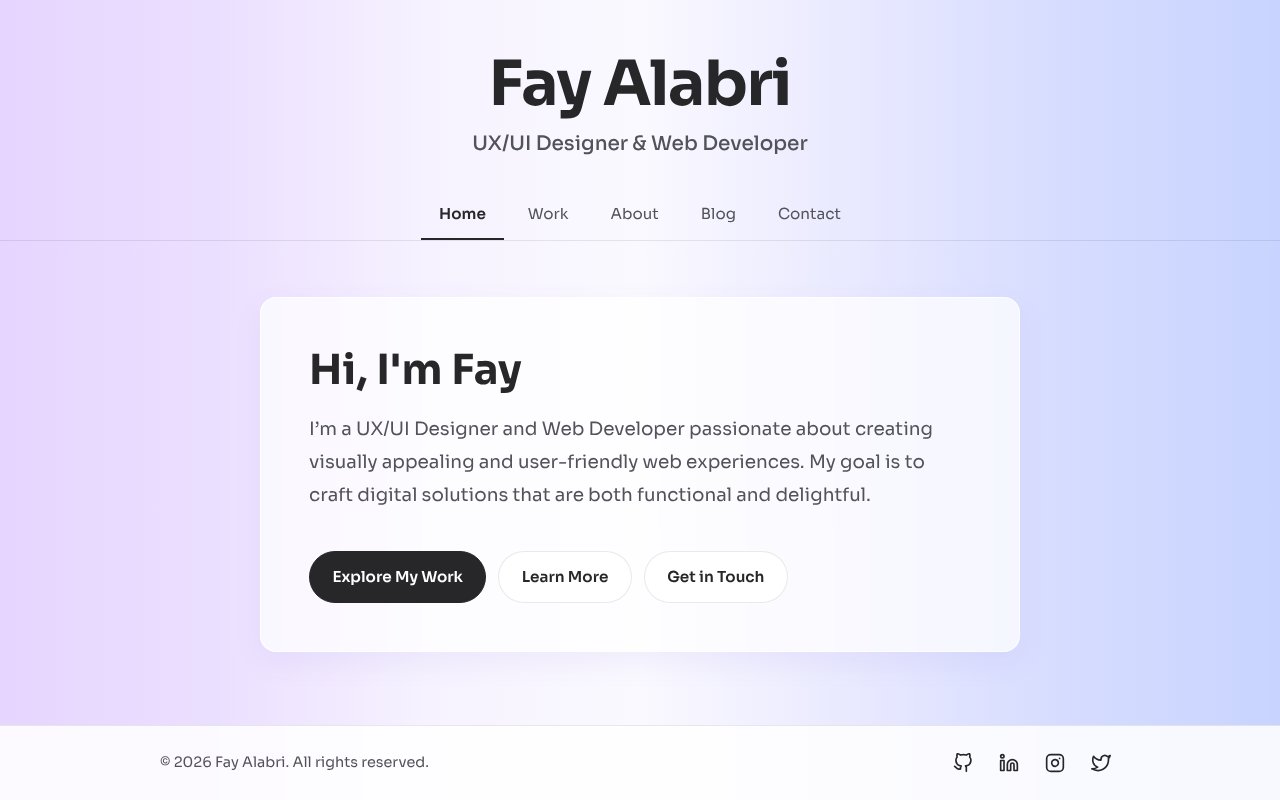 Fay Alabri
UX/UI Designer & Web Developer
Home Work About Blog Contact
Hi, I'm Fay
I’m a UX/UI Designer and Web Developer passionate about creating
visually appealing and user-friendly web experiences. My goal is to
craft digital solutions that are both functional and delightful.
Explore My Work Learn More Get in Touch
© 2026 Fay Alabri. All rights reserved.